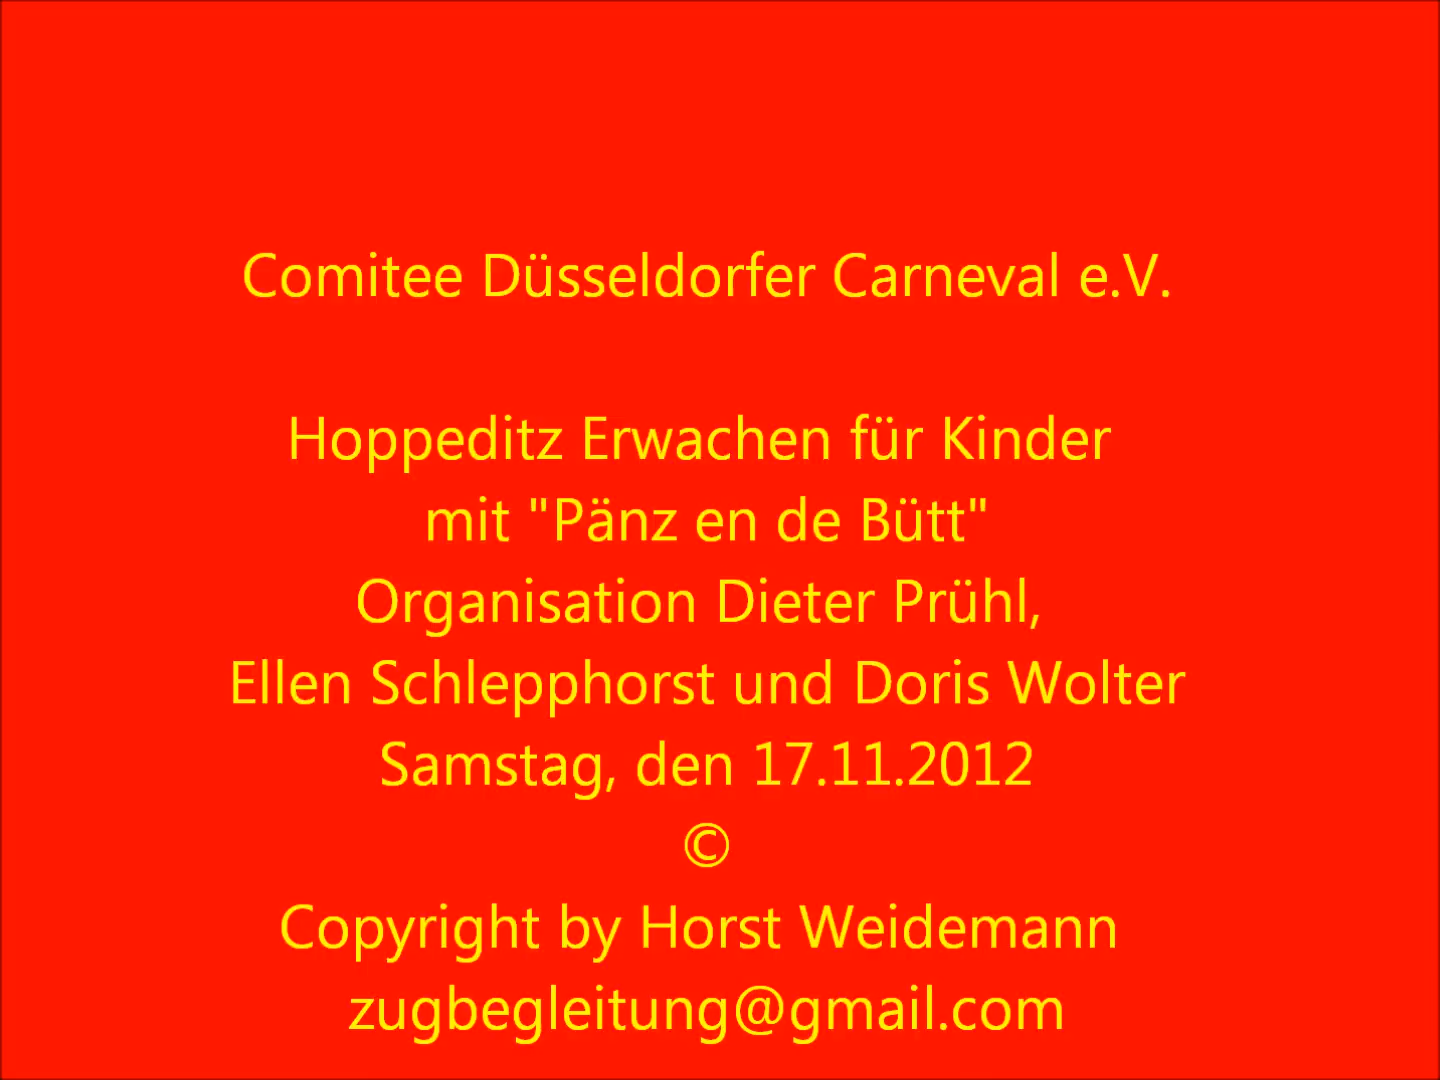 Comitee Düsseldorfer Carneval e.V.
Hoppeditz Erwachen für Kinder
mit "Pänz en de Bütt"
Organisation Dieter Prühl,
Ellen Schlepphorst und Doris Wolter
Samstag, den 17.11.2012
©
Copyright by Horst Weidemann
zugbegleitung@gmail.com